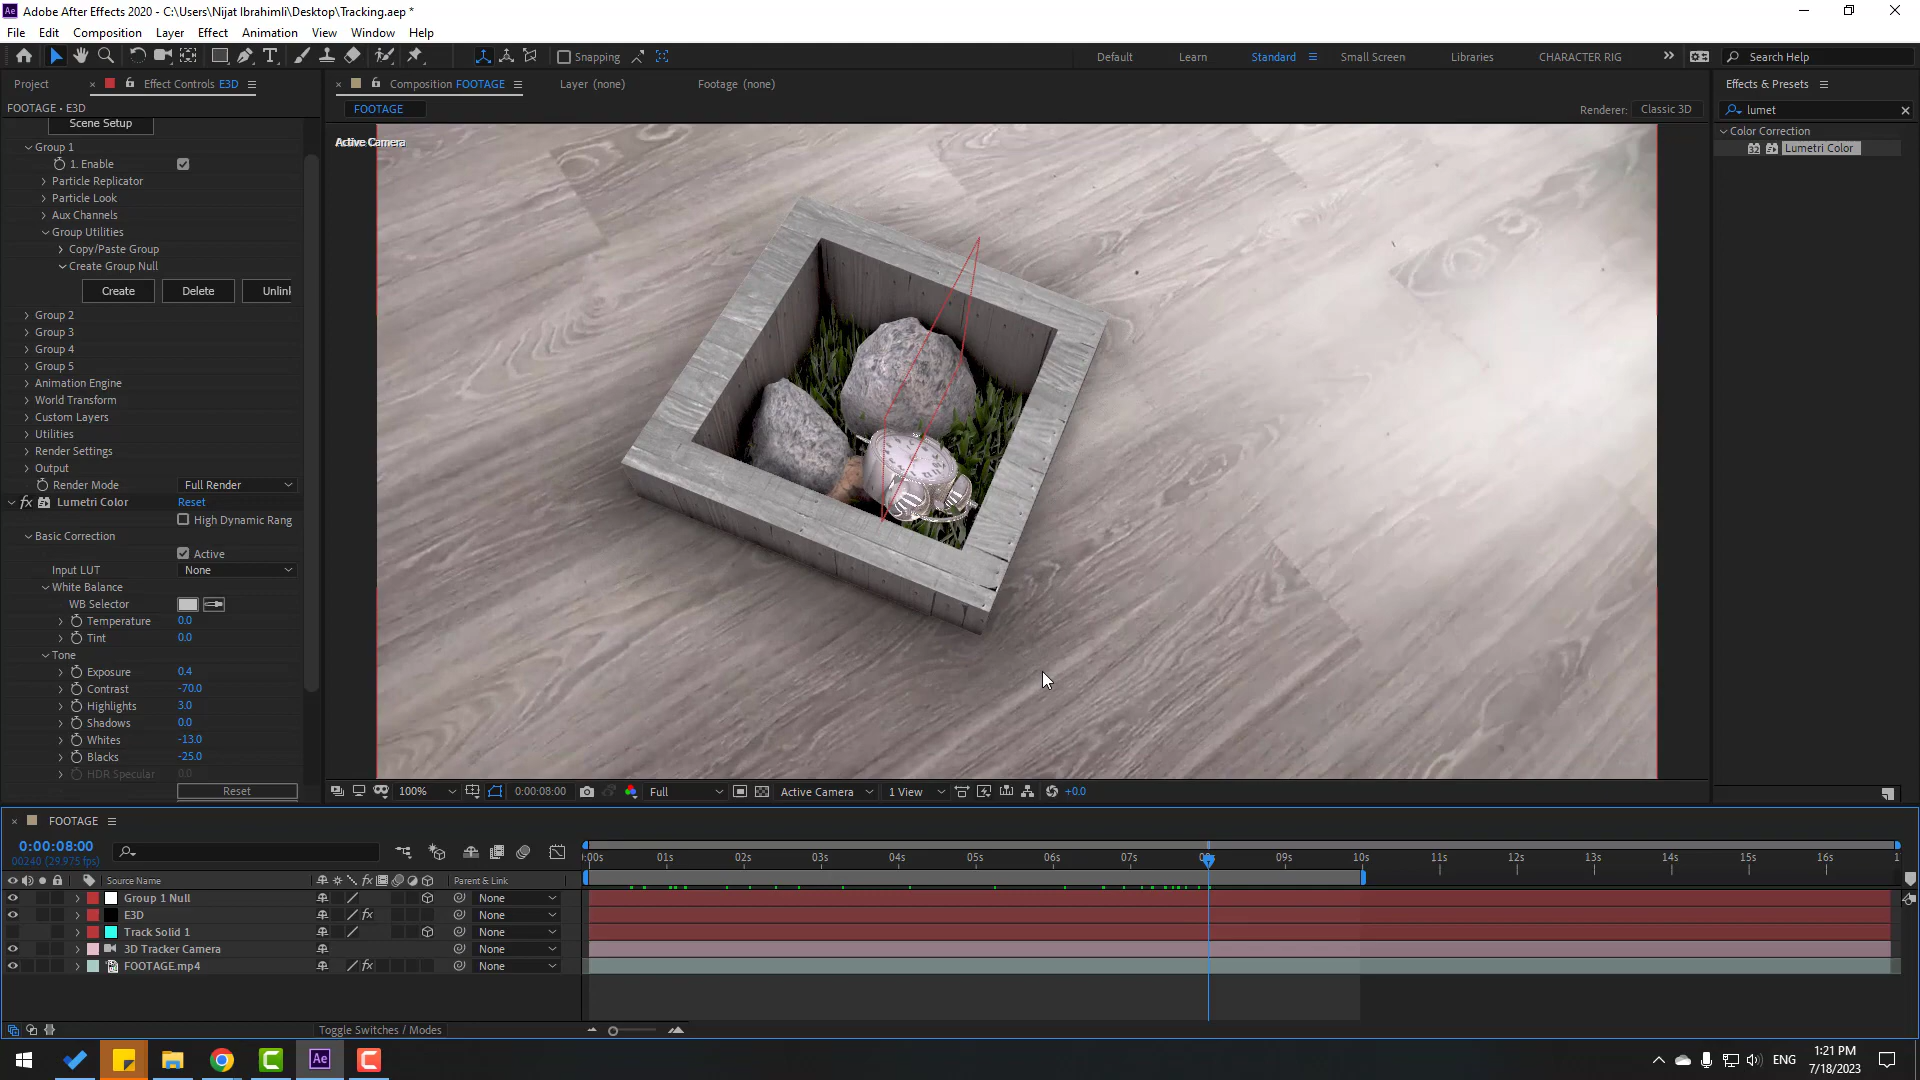 Adobe After Effects 2020 - C:\Users\Nijat Ibrahimli\Desktop\Tracking.aep *
File Edit Composition Layer Effect Animation View Window Help
Snapping Default Learn Standard Small Screen Libraries CHARACTER RIG Search Help
Project Effect Controls E3D Composition FOOTAGE Layer (none) Footage (none) Effects & Presets
FOOTAGE • E3D
FOOTAGE
Renderer: Classic 3D
lumet
Scene Setup
Active Camera
Color Correction
Lumetri Color
Group 1
1. Enable
Particle Replicator
Particle Look
Aux Channels
Group Utilities
Copy/Paste Group
Create Group Null
Create Delete Unlink
Group 2
Group 3
Group 4
Group 5
Animation Engine
World Transform
Custom Layers
Utilities
Render Settings
Output
Render Mode Full Render
fx Lumetri Color Reset
High Dynamic Rang
Basic Correction
Active
Input LUT None
White Balance
WB Selector
Temperature 0.0
Tint 0.0
Tone
Exposure 0.4
Contrast -70.0
Highlights 3.0
Shadows 0.0
Whites -13.0
Blacks -25.0
HDR Specular 0.0
Reset
100% 0:00:08:00 Full Active Camera 1 View +0.0
FOOTAGE
0:00:08:00
00240 (29.975 fps)
:00s 01s 02s 03s 04s 05s 06s 07s 08s 09s 10s 11s 12s 13s 14s 15s 16s 1
Source Name Parent & Link
Group 1 Null None
E3D fx None
Track Solid 1 None
3D Tracker Camera None
FOOTAGE.mp4 fx None
Toggle Switches / Modes
Ae
ENG
1:21 PM
7/18/2023